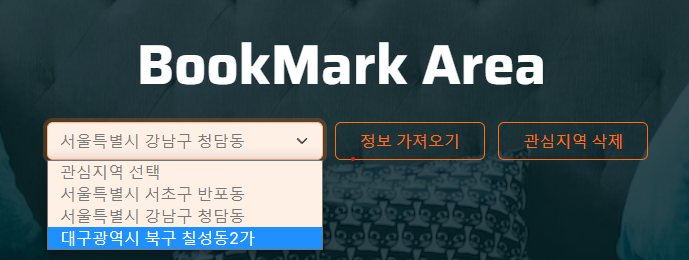 BookMark Area
서울특별시 강남구 청담동
정보 가져오기
관심지역 삭제
관심지역 선택
서울특별시 서초구 반포동
서울특별시 강남구 청담동
대구광역시 북구 칠성동2가